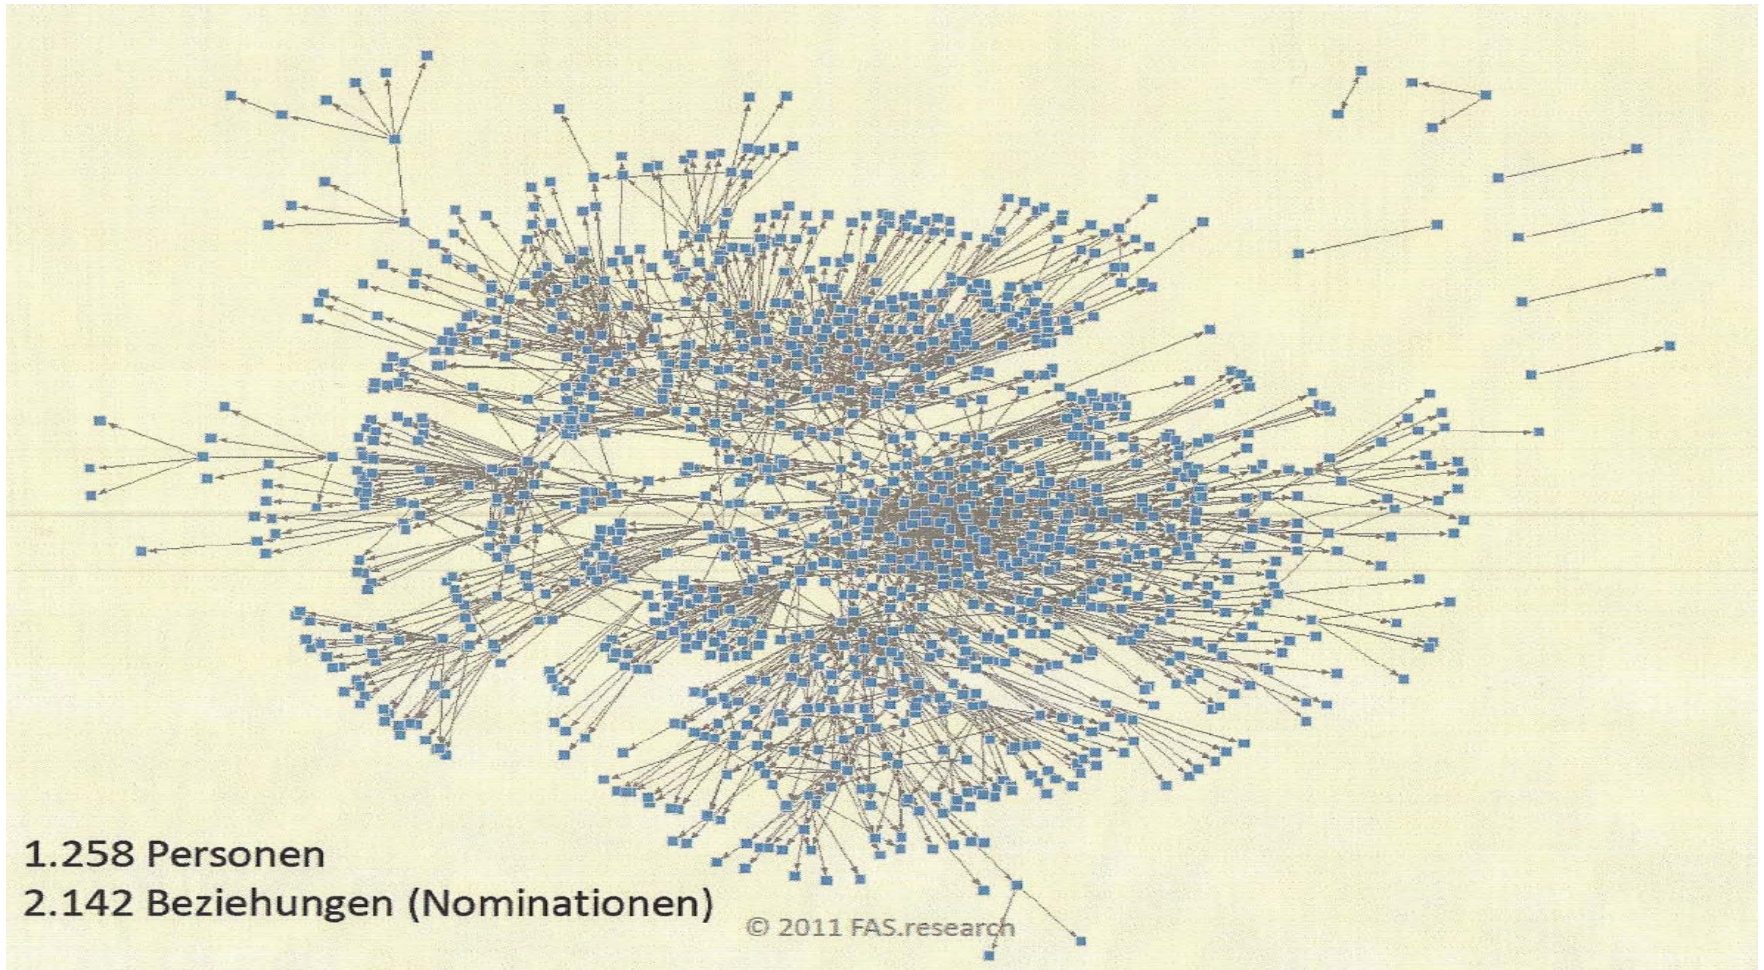 1.258 Personen
2.142 Beziehungen (Nominationen)
© 2011 FAS.research